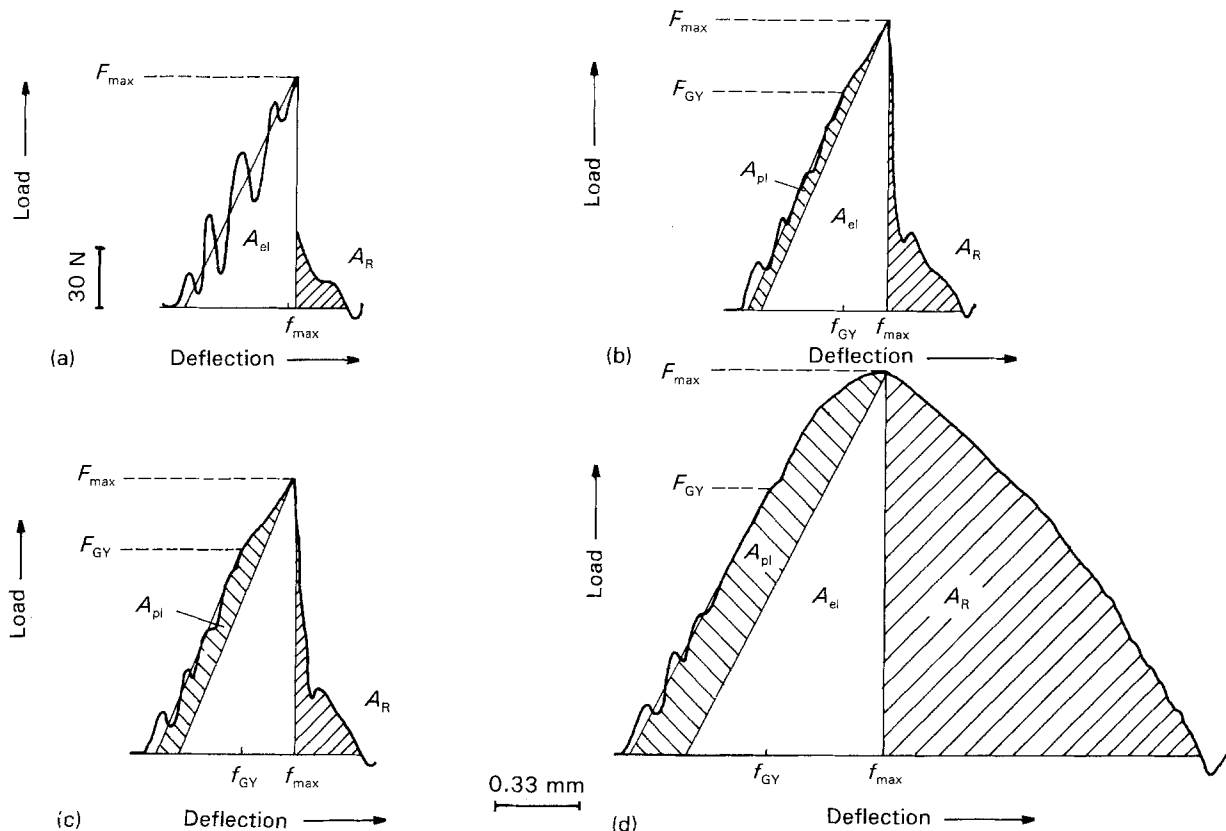 F_max
Load
30 N
A_el
A_R
f_max
(a) Deflection
F_max
F_GY
Load
A_pl
A_el
A_R
f_GY f_max
(b) Deflection
F_max
F_GY
Load
A_pl
A_R
f_GY f_max
(c) Deflection
0.33 mm
F_max
F_GY
Load
A_pl
A_el
A_R
f_GY f_max
(d) Deflection